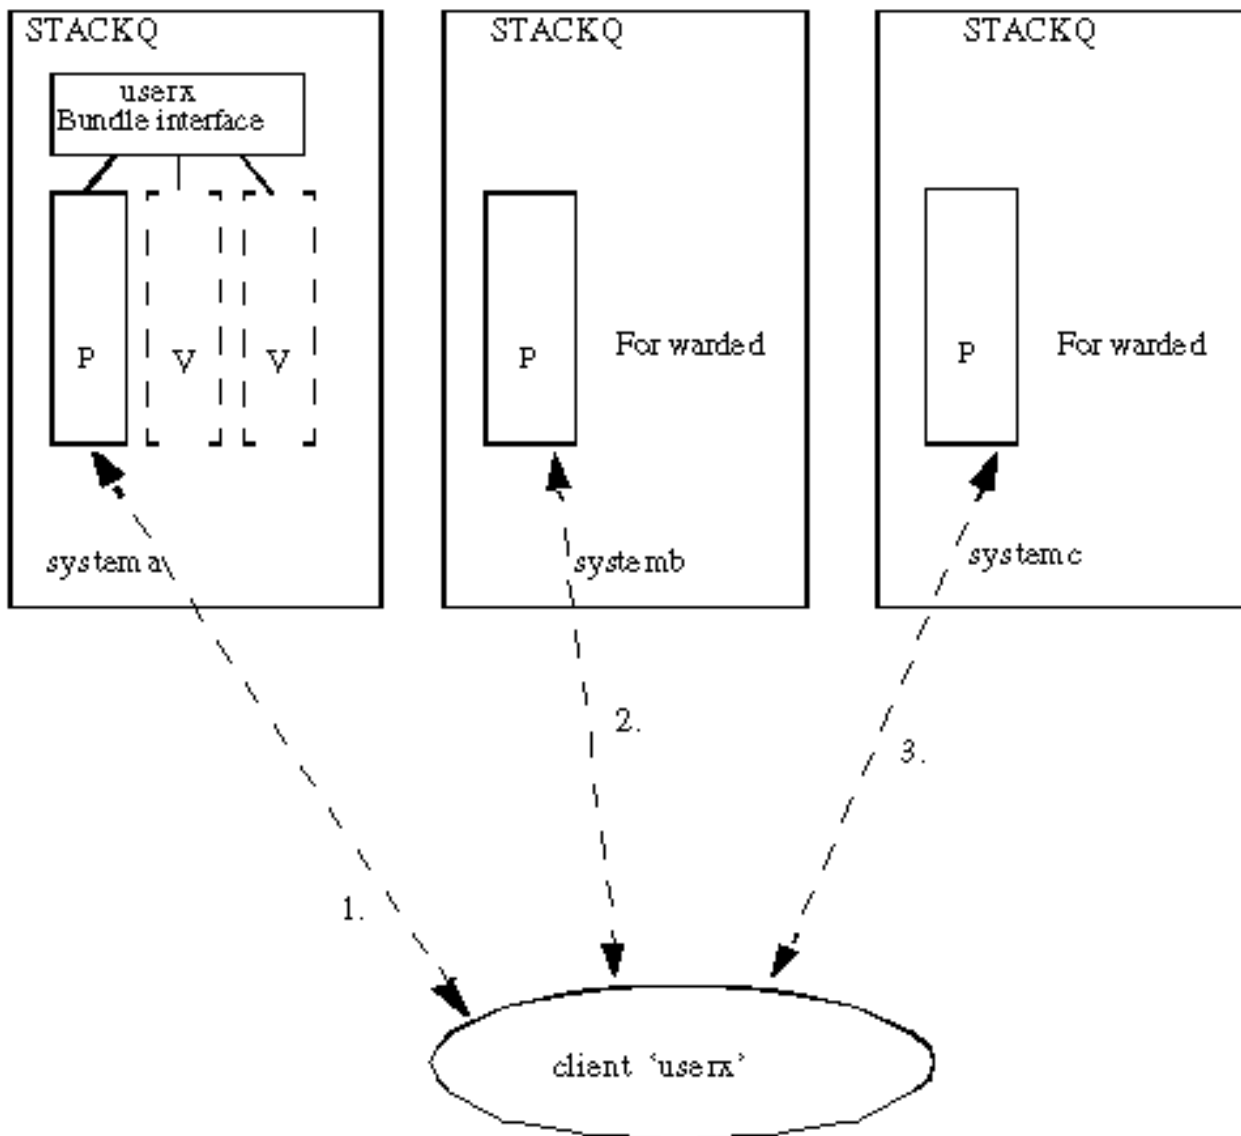 STACKQ
STACKQ
STACKQ
userx
Bundle interface
P
V
V
P
Forwarded
P
Forwarded
systema
systemb
systemc
2.
3.
1.
client 'userx'